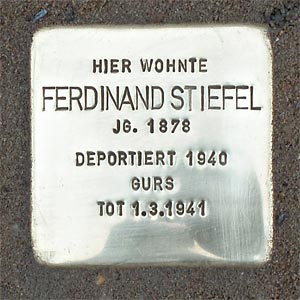 HIER WOHNTE
FERDINAND STIEFEL
JG. 1878
DEPORTIERT 1940
GURS
TOT 1.3.1941